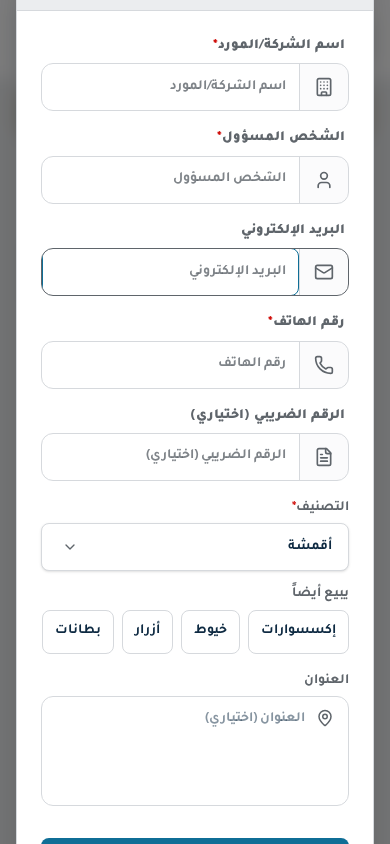 اسم الشركة/المورد*
اسم الشركة/المورد
الشخص المسؤول*
الشخص المسؤول
البريد الإلكتروني
البريد الإلكتروني
رقم الهاتف*
رقم الهاتف
الرقم الضريبي (اختياري)
الرقم الضريبي (اختياري)
التصنيف*
أقمشة
يبيع أيضاً
إكسسوارات خيوط أزرار بطانات
العنوان
العنوان (اختياري)